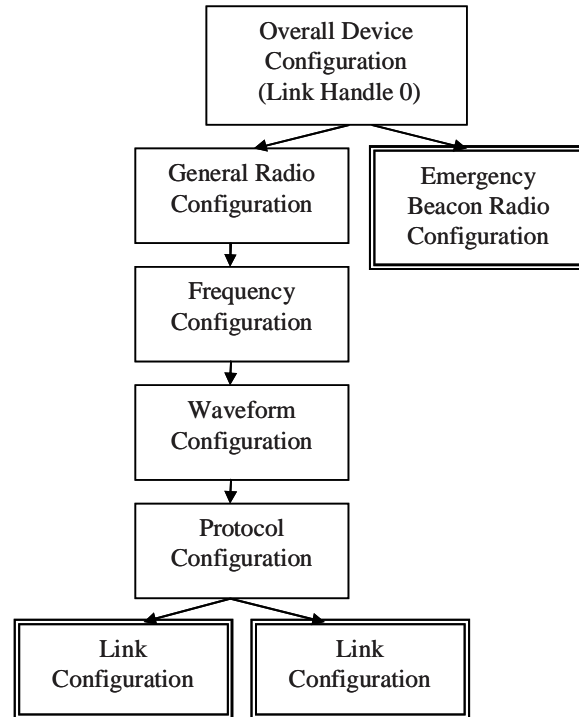 Overall Device
Configuration
(Link Handle 0)
General Radio
Configuration
Emergency
Beacon Radio
Configuration
Frequency
Configuration
Waveform
Configuration
Protocol
Configuration
Link
Configuration
Link
Configuration